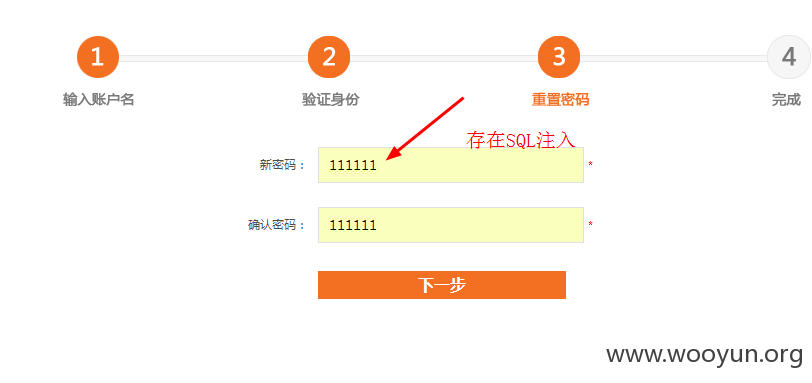 1 2 3 4
输入账户名 验证身份 重置密码 完成
存在SQL注入
新密码： 111111 *
确认密码： 111111 *
下一步
www.wooyun.org